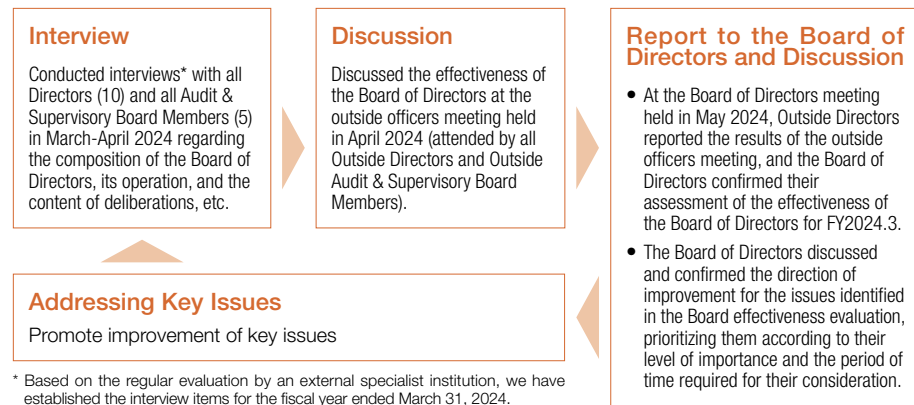 Interview
Conducted interviews* with all
Directors (10) and all Audit &
Supervisory Board Members (5)
in March-April 2024 regarding
the composition of the Board of
Directors, its operation, and the
content of deliberations, etc.
Discussion
Discussed the effectiveness of
the Board of Directors at the
outside officers meeting held
in April 2024 (attended by all
Outside Directors and Outside
Audit & Supervisory Board
Members).
Report to the Board of
Directors and Discussion
● At the Board of Directors meeting
held in May 2024, Outside Directors
reported the results of the outside
officers meeting, and the Board of
Directors confirmed their
assessment of the effectiveness of
the Board of Directors for FY2024.3.
● The Board of Directors discussed
and confirmed the direction of
improvement for the issues identified
in the Board effectiveness evaluation,
prioritizing them according to their
level of importance and the period of
time required for their consideration.
Addressing Key Issues
Promote improvement of key issues
* Based on the regular evaluation by an external specialist institution, we have
established the interview items for the fiscal year ended March 31, 2024.